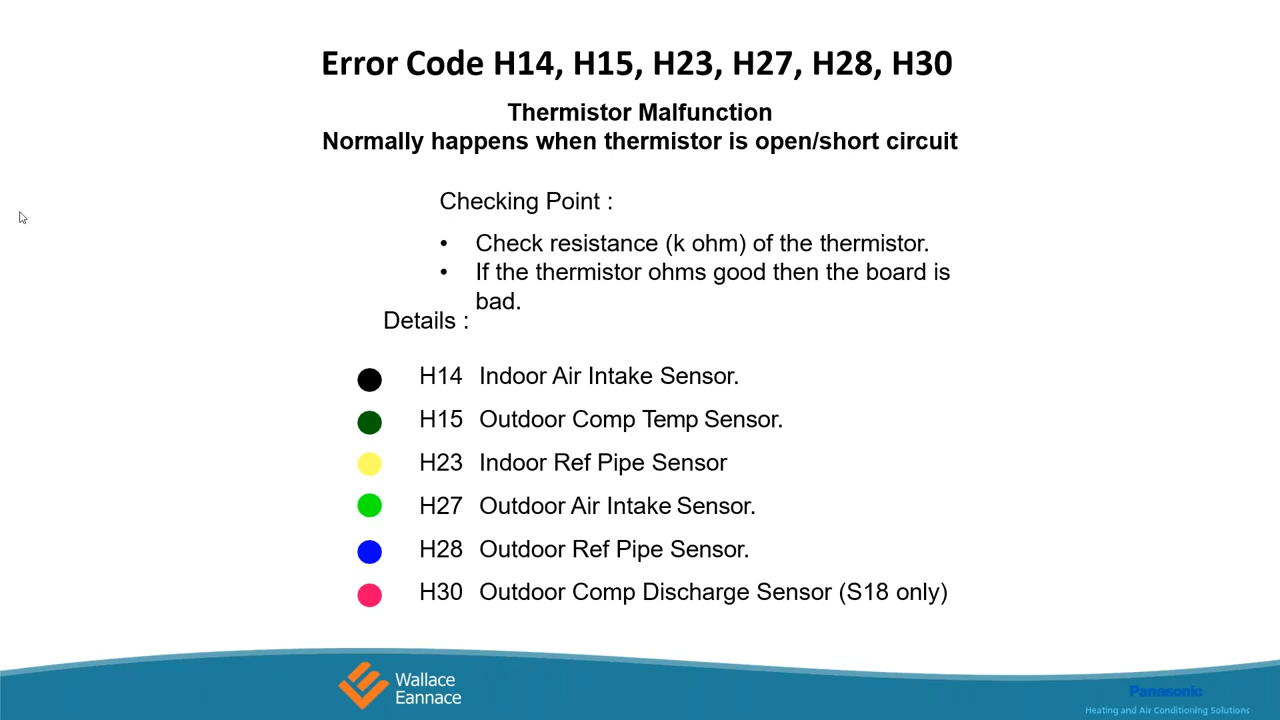 Error Code H14, H15, H23, H27, H28, H30
Thermistor Malfunction
Normally happens when thermistor is open/short circuit
Checking Point :
• Check resistance (k ohm) of the thermistor.
• If the thermistor ohms good then the board is
bad.
Details :
H14 Indoor Air Intake Sensor.
H15 Outdoor Comp Temp Sensor.
H23 Indoor Ref Pipe Sensor
H27 Outdoor Air Intake Sensor.
H28 Outdoor Ref Pipe Sensor.
H30 Outdoor Comp Discharge Sensor (S18 only)
Wallace
Eannace
Panasonic
Heating and Air Conditioning Solutions